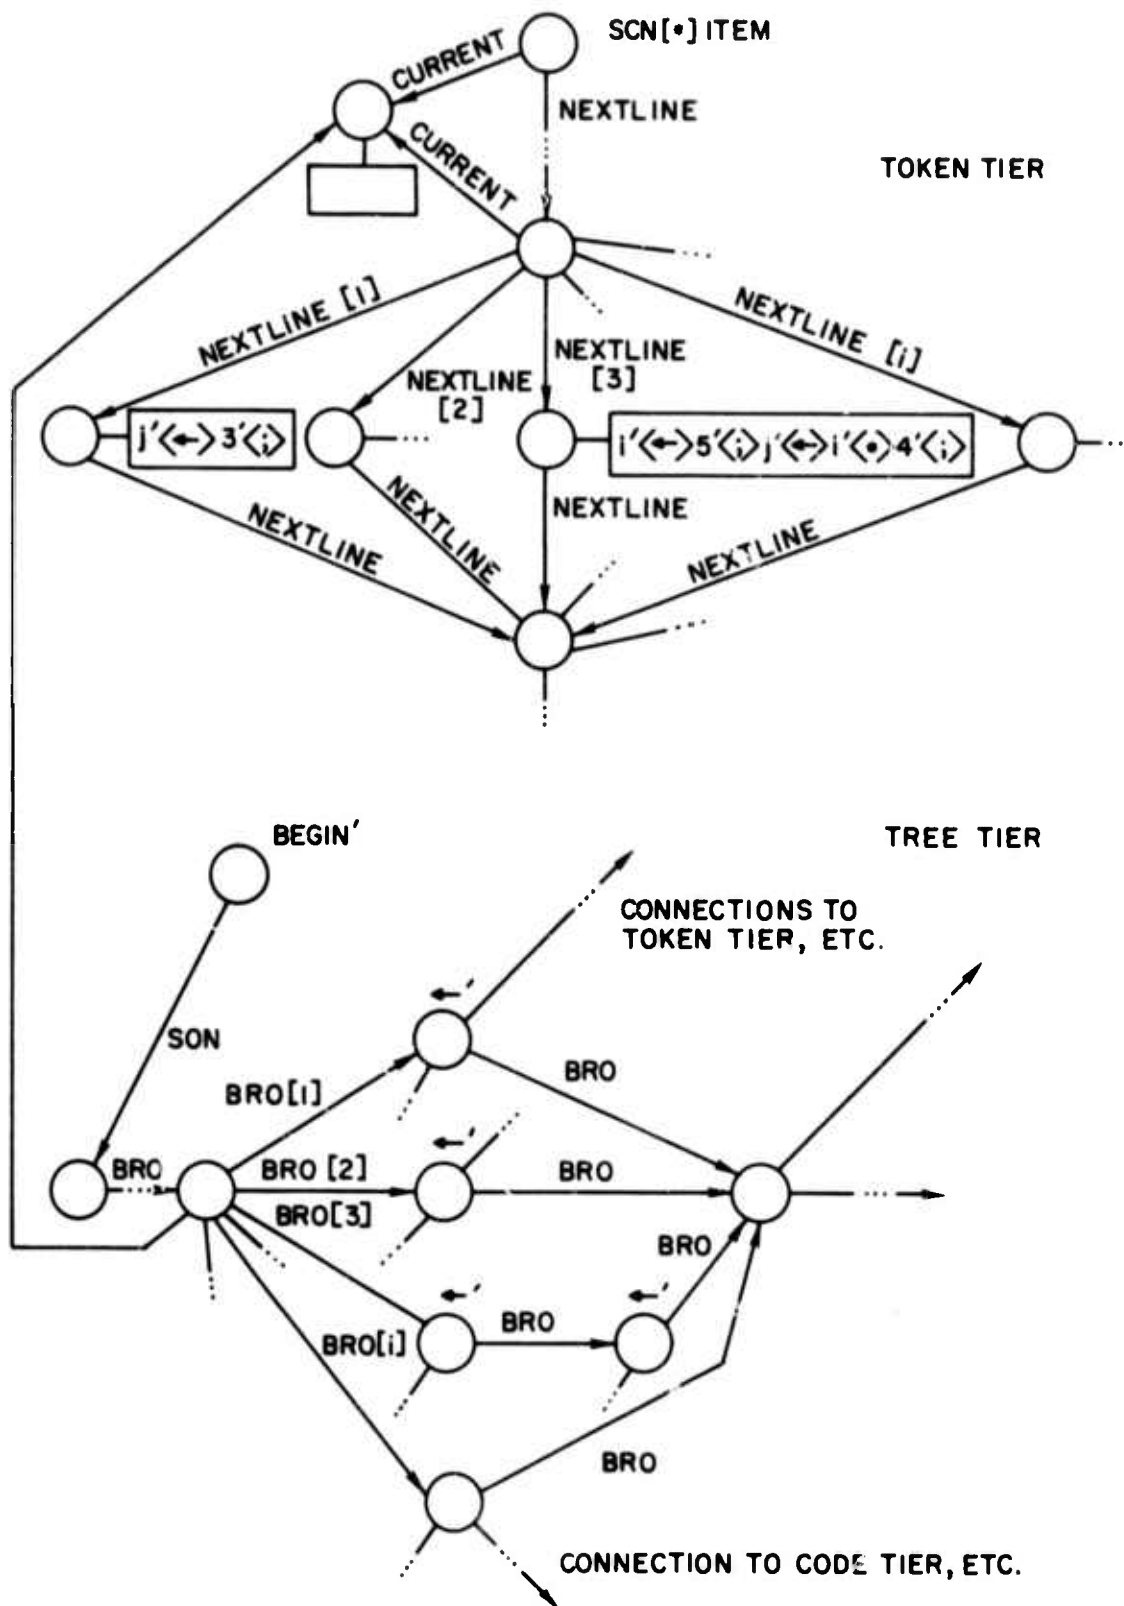 SCN[•] ITEM
CURRENT
NEXTLINE
CURRENT
TOKEN TIER
NEXTLINE [1]
NEXTLINE [i]
NEXTLINE
[3]
NEXTLINE
[2]
j'<←>3'<;>
...
i'<←>5'<;>j'<←>i'<•>4'<;>
NEXTLINE
NEXTLINE
NEXTLINE
NEXTLINE
BEGIN'
TREE TIER
CONNECTIONS TO
TOKEN TIER, ETC.
←'
SON
BRO
BRO[1]
←'
BRO
BRO [2]
BRO
BRO[3]
BRO
←'
←'
BRO
BRO[i]
BRO
CONNECTION TO CODE TIER, ETC.